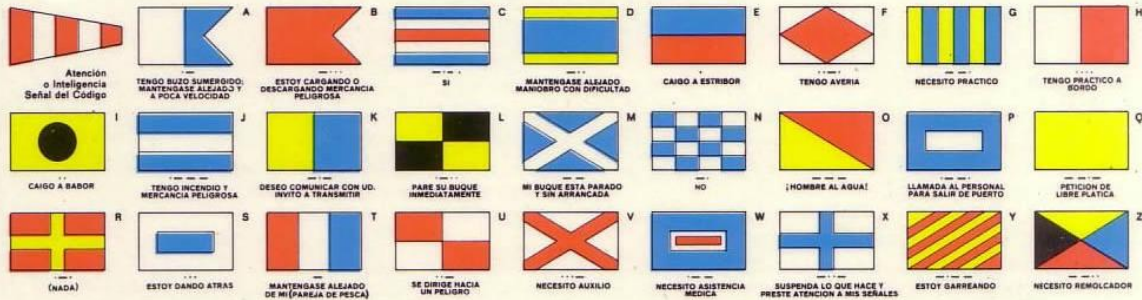 Atención
o Inteligencia
Señal del Código
A
TENGO BUZO SUMERGIDO;
MANTENGASE ALEJADO Y
A POCA VELOCIDAD
B
ESTOY CARGANDO O
DESCARGANDO MERCANCIA
PELIGROSA
C
SI
D
MANTENGASE ALEJADO
MANIOBRO CON DIFICULTAD
E
CAIGO A ESTRIBOR
F
TENGO AVERIA
G
NECESITO PRACTICO
H
TENGO PRACTICO A
BORDO
I
CAIGO A BABOR
J
TENGO INCENDIO Y
MERCANCIA PELIGROSA
K
DESEO COMUNICAR CON UD.
INVITO A TRANSMITIR
L
PARE SU BUQUE
INMEDIATAMENTE
M
MI BUQUE ESTA PARADO
Y SIN ARRANCADA
N
NO
O
¡HOMBRE AL AGUA!
P
LLAMADA AL PERSONAL
PARA SALIR DE PUERTO
Q
PETICION DE
LIBRE PLATICA
R
(NADA)
S
ESTOY DANDO ATRAS
T
MANTENGASE ALEJADO
DE MI (PAREJA DE PESCA)
U
SE DIRIGE HACIA
UN PELIGRO
V
NECESITO AUXILIO
W
NECESITO ASISTENCIA
MEDICA
X
SUSPENDA LO QUE HACE Y
PRESTE ATENCION A MIS SEÑALES
Y
ESTOY GARREANDO
Z
NECESITO REMOLCADOR